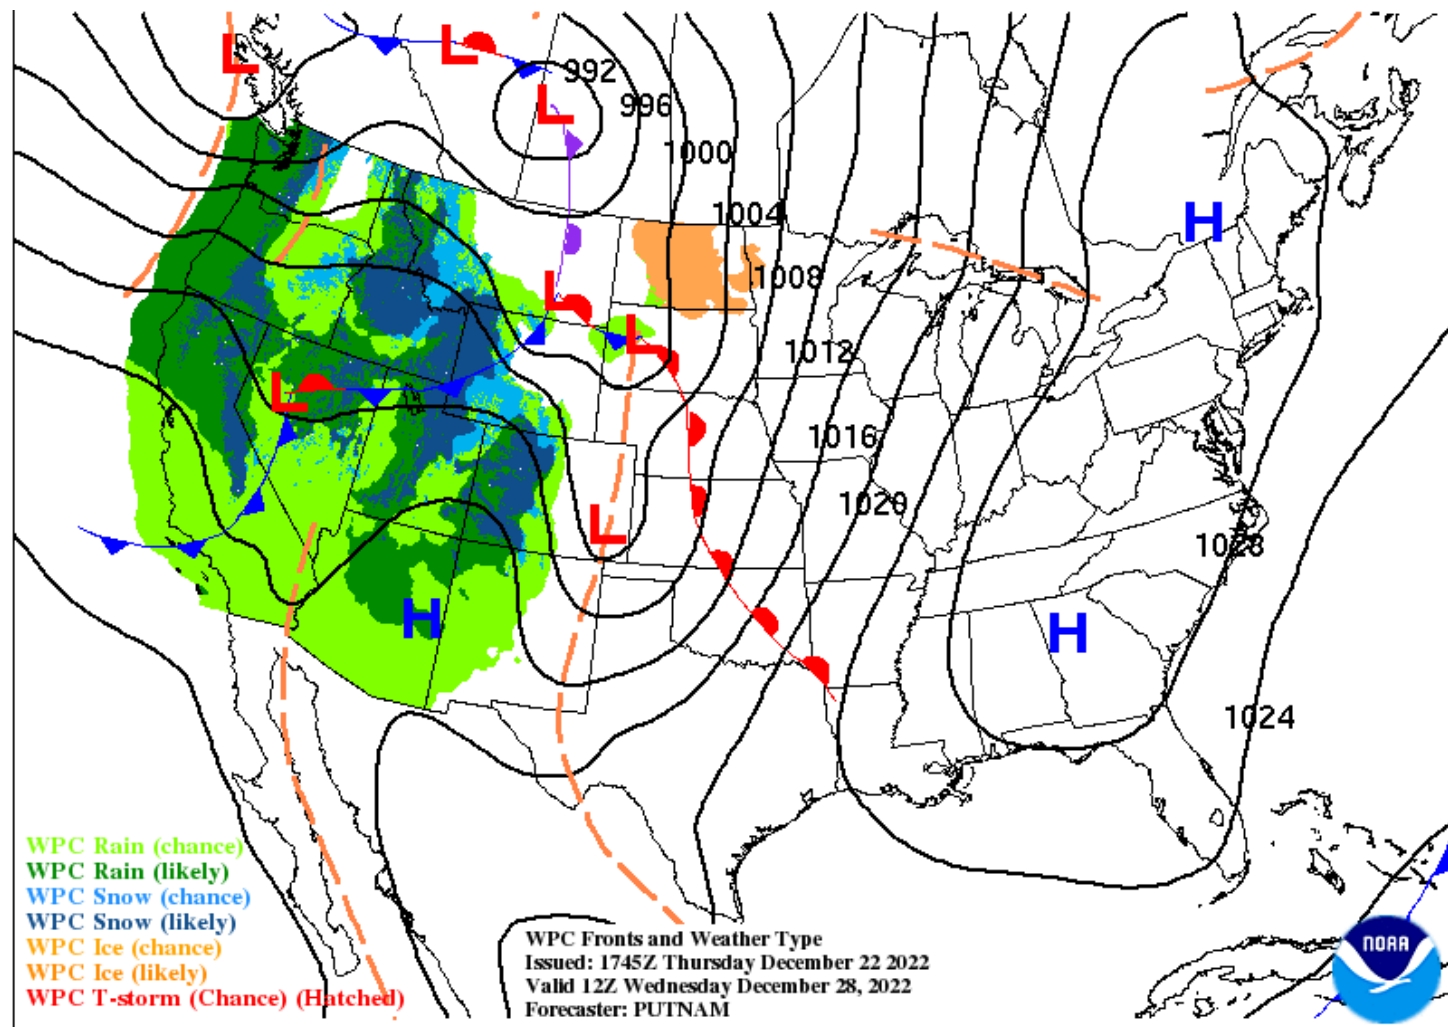 L
L
992
L
996
1000
1004
H
1008
L
L
1012
L
1016
1020
L
1028
H
H
1024
WPC Rain (chance)
WPC Rain (likely)
WPC Snow (chance)
WPC Snow (likely)
WPC Ice (chance)
WPC Ice (likely)
WPC T-storm (Chance) (Hatched)
WPC Fronts and Weather Type
Issued: 1745Z Thursday December 22 2022
Valid 12Z Wednesday December 28, 2022
Forecaster: PUTNAM
NOAA